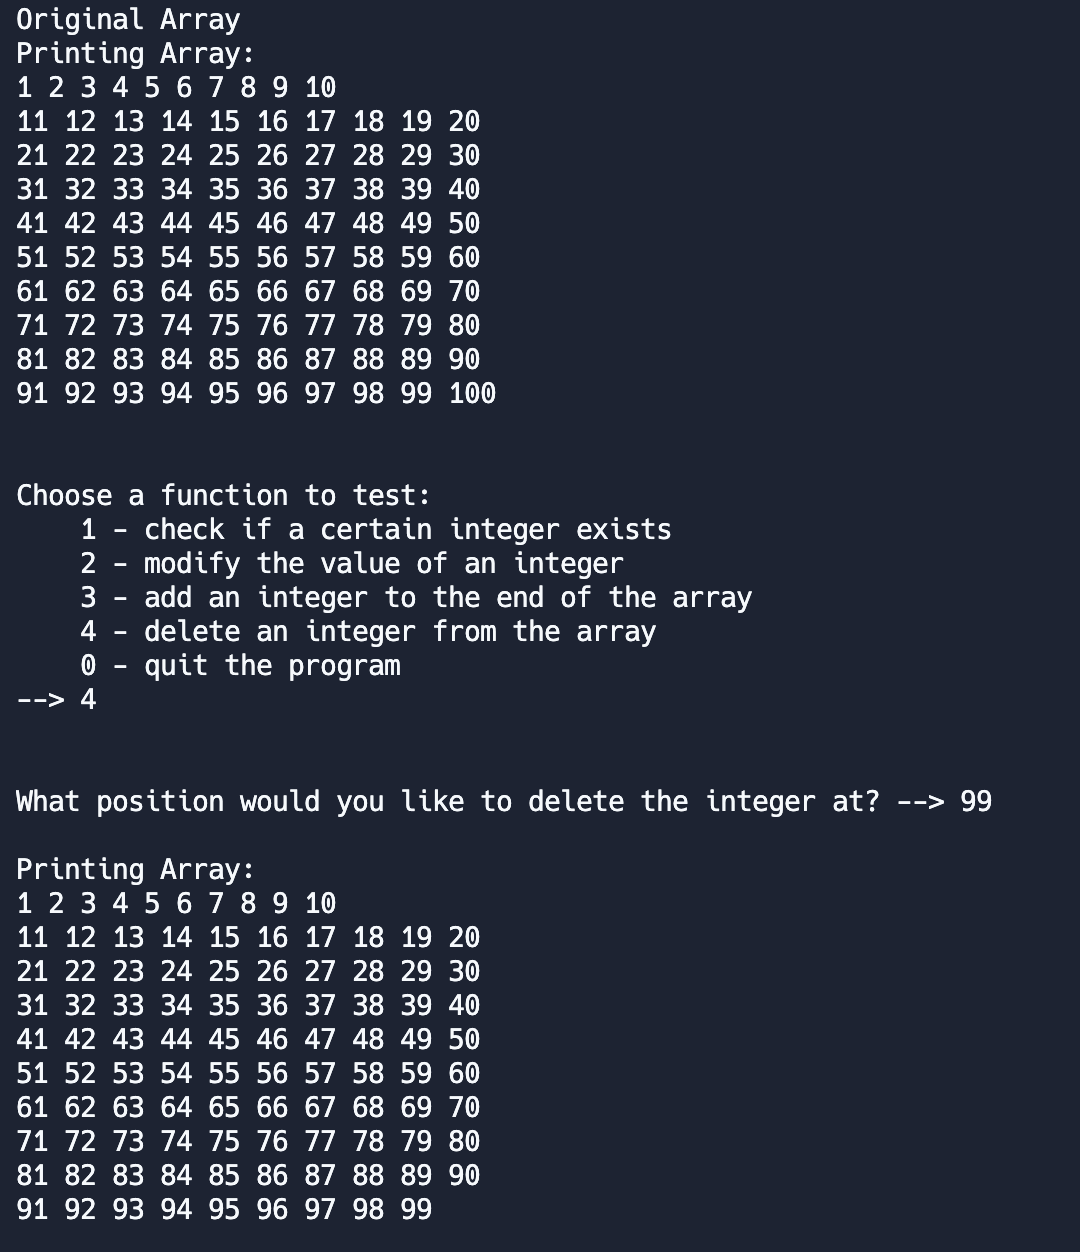 Original Array
Printing Array:
1 2 3 4 5 6 7 8 9 10
11 12 13 14 15 16 17 18 19 20
21 22 23 24 25 26 27 28 29 30
31 32 33 34 35 36 37 38 39 40
41 42 43 44 45 46 47 48 49 50
51 52 53 54 55 56 57 58 59 60
61 62 63 64 65 66 67 68 69 70
71 72 73 74 75 76 77 78 79 80
81 82 83 84 85 86 87 88 89 90
91 92 93 94 95 96 97 98 99 100
Choose a function to test:
    1 - check if a certain integer exists
    2 - modify the value of an integer
    3 - add an integer to the end of the array
    4 - delete an integer from the array
    0 - quit the program
--> 4
What position would you like to delete the integer at? --> 99
Printing Array:
1 2 3 4 5 6 7 8 9 10
11 12 13 14 15 16 17 18 19 20
21 22 23 24 25 26 27 28 29 30
31 32 33 34 35 36 37 38 39 40
41 42 43 44 45 46 47 48 49 50
51 52 53 54 55 56 57 58 59 60
61 62 63 64 65 66 67 68 69 70
71 72 73 74 75 76 77 78 79 80
81 82 83 84 85 86 87 88 89 90
91 92 93 94 95 96 97 98 99